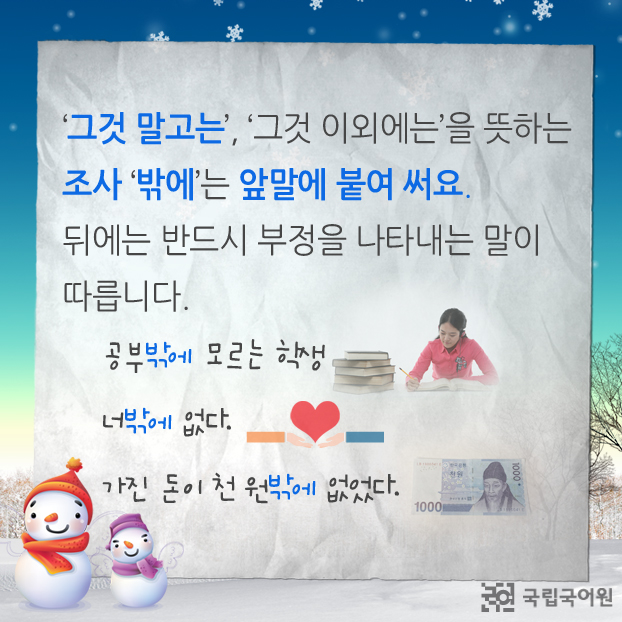 ‘그것 말고는’, ‘그것 이외에는’을 뜻하는
조사 ‘밖에’는 앞말에 붙여 써요.
뒤에는 반드시 부정을 나타내는 말이
따릅니다.
공부밖에 모르는 학생
너밖에 없다.
가진 돈이 천 원밖에 없었다.
천원
1000
1000
국립국어원